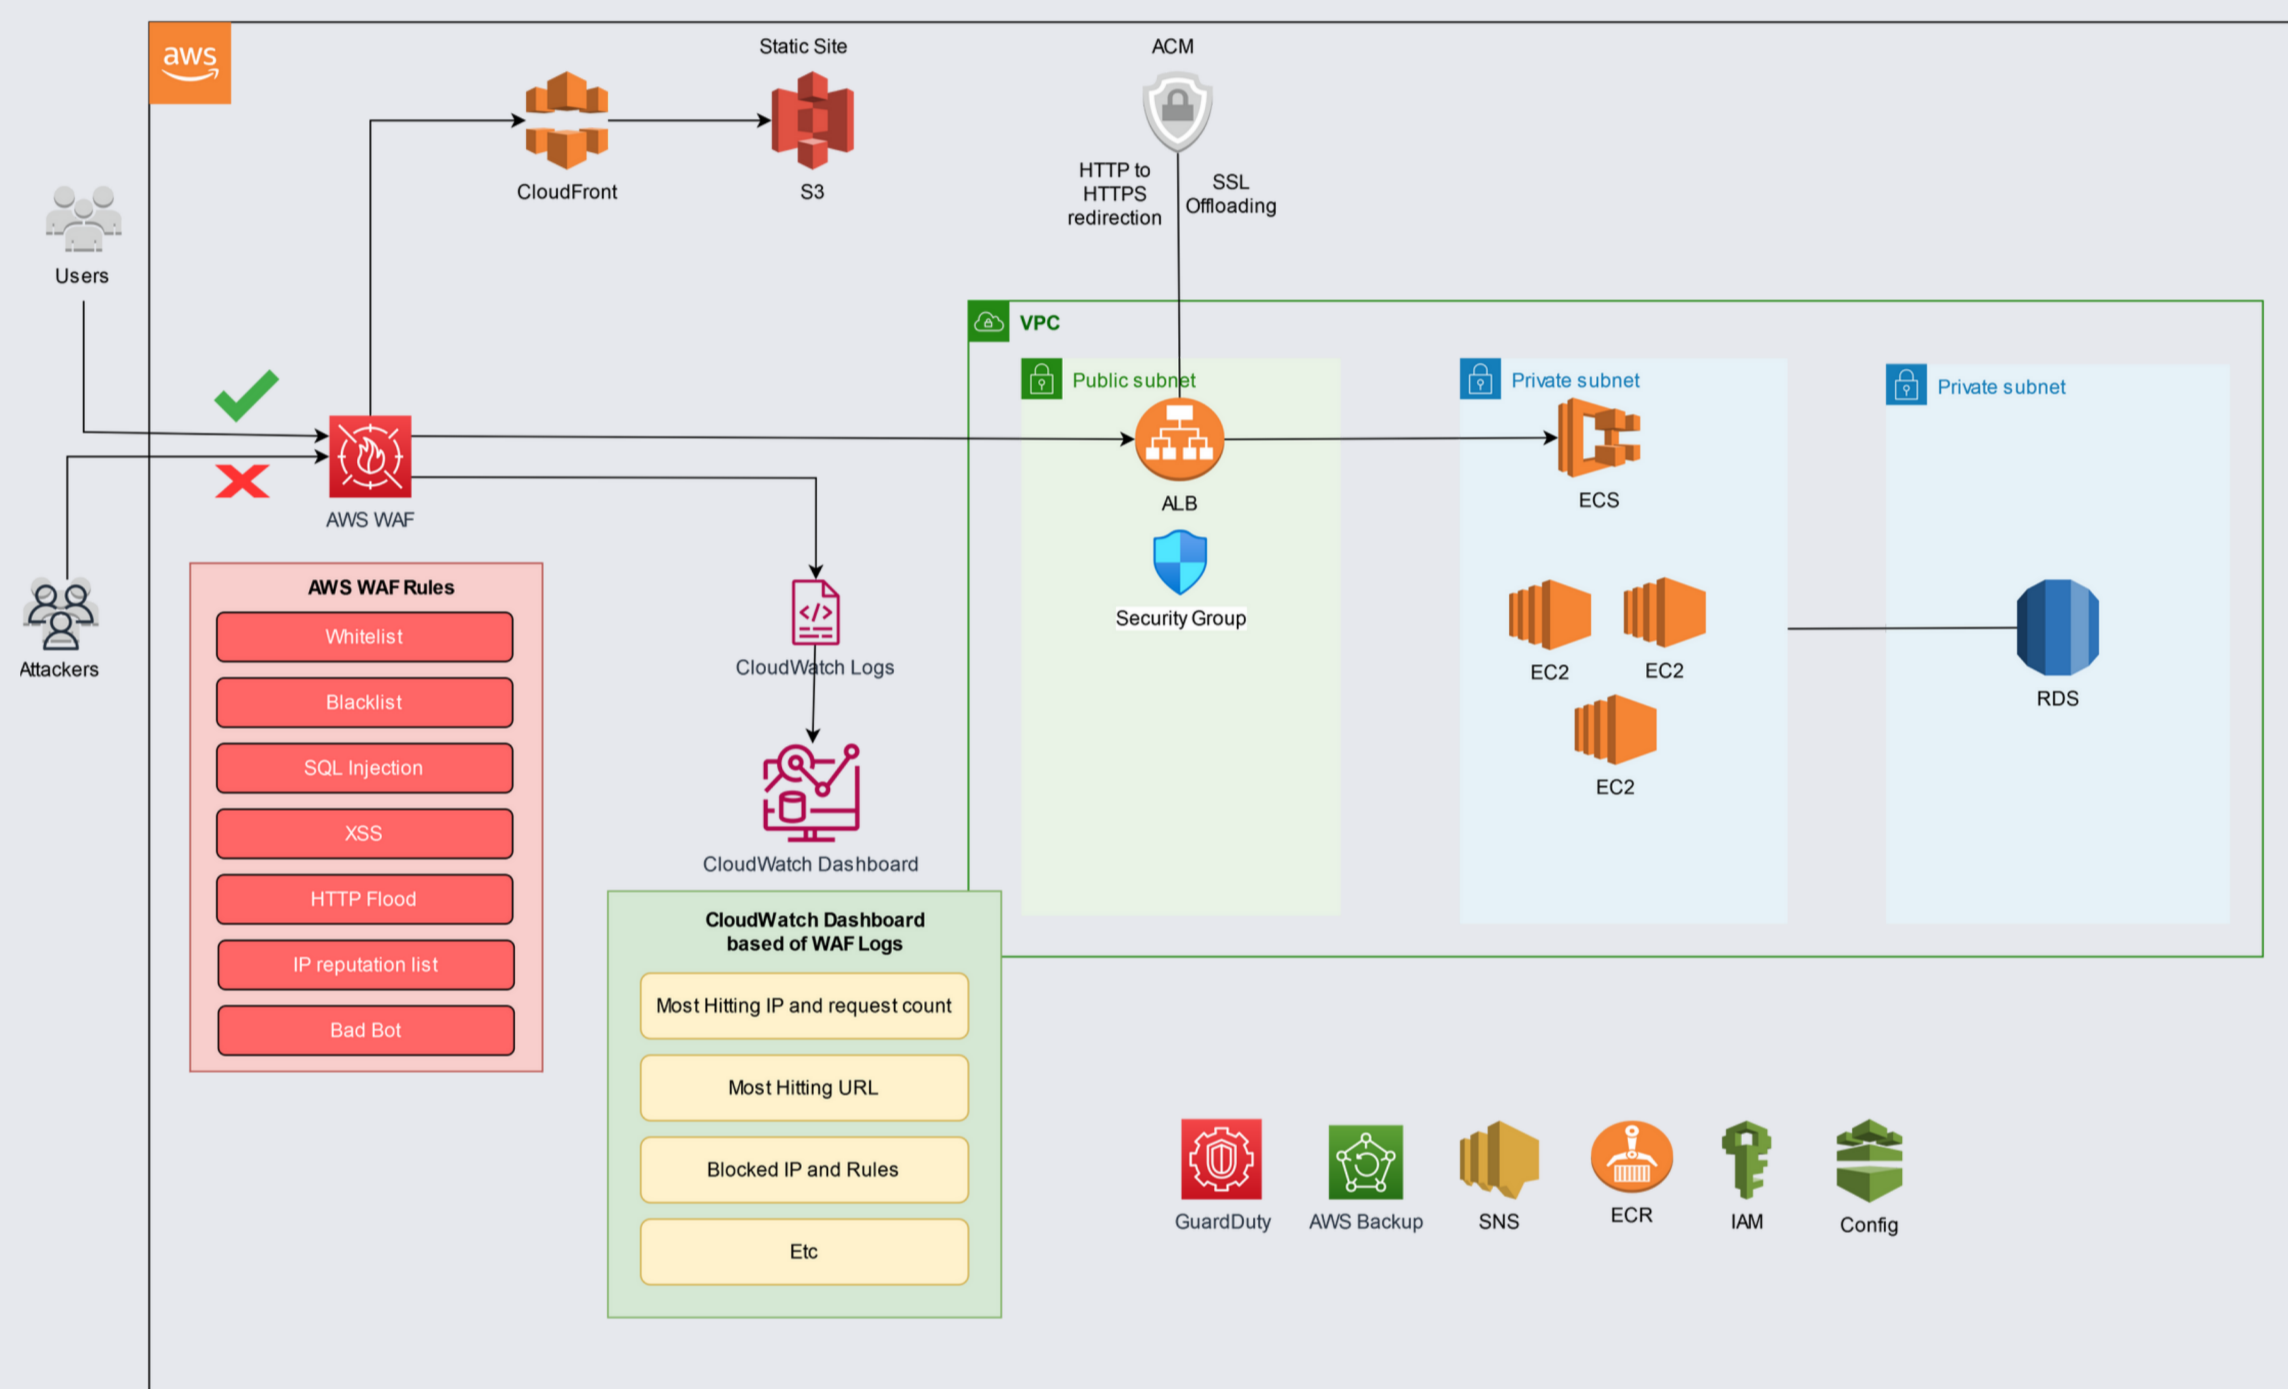 aws
Static Site
ACM
CloudFront
S3
HTTP to
HTTPS
redirection
SSL
Offloading
Users
VPC
Public subnet
Private subnet
Private subnet
AWS WAF
ALB
ECS
Security Group
Attackers
AWS WAF Rules
Whitelist
Blacklist
SQL Injection
XSS
HTTP Flood
IP reputation list
Bad Bot
CloudWatch Logs
CloudWatch Dashboard
EC2
EC2
EC2
RDS
CloudWatch Dashboard
based of WAF Logs
Most Hitting IP and request count
Most Hitting URL
Blocked IP and Rules
Etc
GuardDuty
AWS Backup
SNS
ECR
IAM
Config